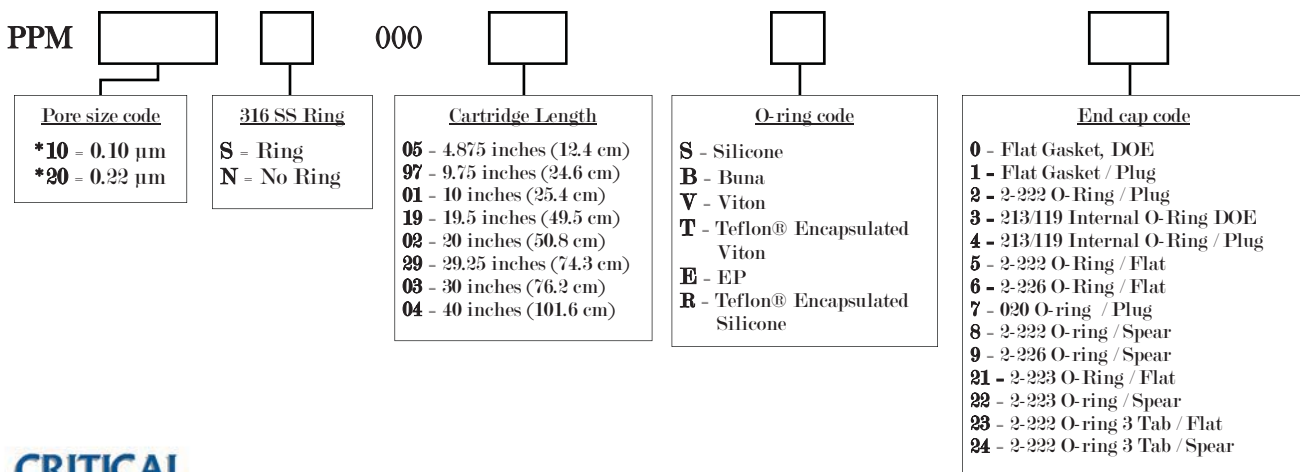 PPM 000
Pore size code
*10 - 0.10 µm
*20 - 0.22 µm
316 SS Ring
S - Ring
N - No Ring
Cartridge Length
05 - 4.875 inches (12.4 cm)
97 - 9.75 inches (24.6 cm)
01 - 10 inches (25.4 cm)
19 - 19.5 inches (49.5 cm)
02 - 20 inches (50.8 cm)
29 - 29.25 inches (74.3 cm)
03 - 30 inches (76.2 cm)
04 - 40 inches (101.6 cm)
O-ring code
S - Silicone
B - Buna
V - Viton
T - Teflon® Encapsulated
Viton
E - EP
R - Teflon® Encapsulated
Silicone
End cap code
0 - Flat Gasket, DOE
1 - Flat Gasket / Plug
2 - 2-222 O-Ring / Plug
3 - 213/119 Internal O-Ring DOE
4 - 213/119 Internal O-Ring / Plug
5 - 2-222 O-Ring / Flat
6 - 2-226 O-Ring / Flat
7 - 020 O-ring / Plug
8 - 2-222 O-ring / Spear
9 - 2-226 O-ring / Spear
21 - 2-223 O-Ring / Flat
22 - 2-223 O-ring / Spear
23 - 2-222 O-ring 3 Tab / Flat
24 - 2-222 O-ring 3 Tab / Spear
CRITICAL